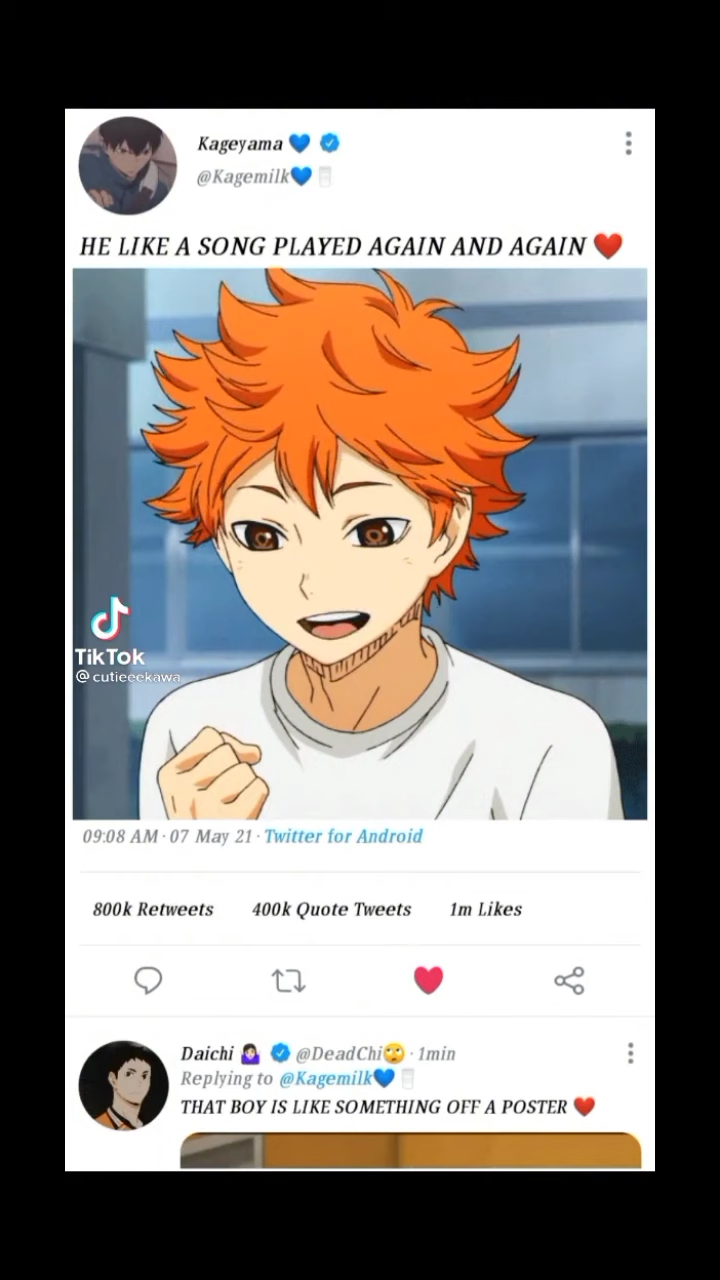 Kageyama 💙
@Kagemilk💙🥛
HE LIKE A SONG PLAYED AGAIN AND AGAIN ❤️
TikTok
@cutieeekawa
09:08 AM · 07 May 21 · Twitter for Android
800k Retweets 400k Quote Tweets 1m Likes
Daichi 🤷🏻‍♀️ @DeadChi🙄 · 1min
Replying to @Kagemilk💙🥛
THAT BOY IS LIKE SOMETHING OFF A POSTER ❤️